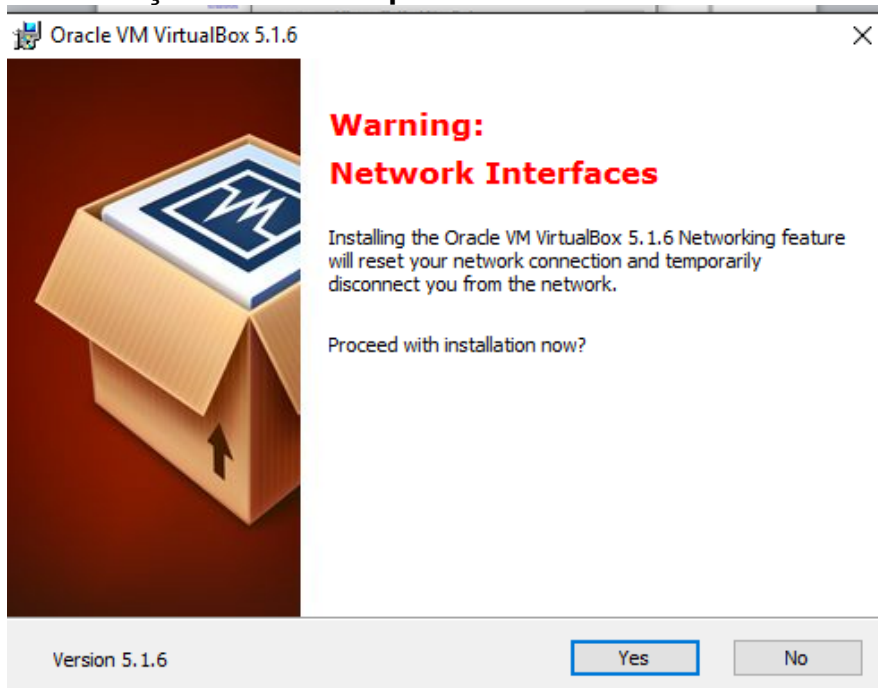 Oracle VM VirtualBox 5.1.6
Warning:
Network Interfaces
Installing the Oracle VM VirtualBox 5.1.6 Networking feature
will reset your network connection and temporarily
disconnect you from the network.
Proceed with installation now?
Version 5.1.6
Yes
No